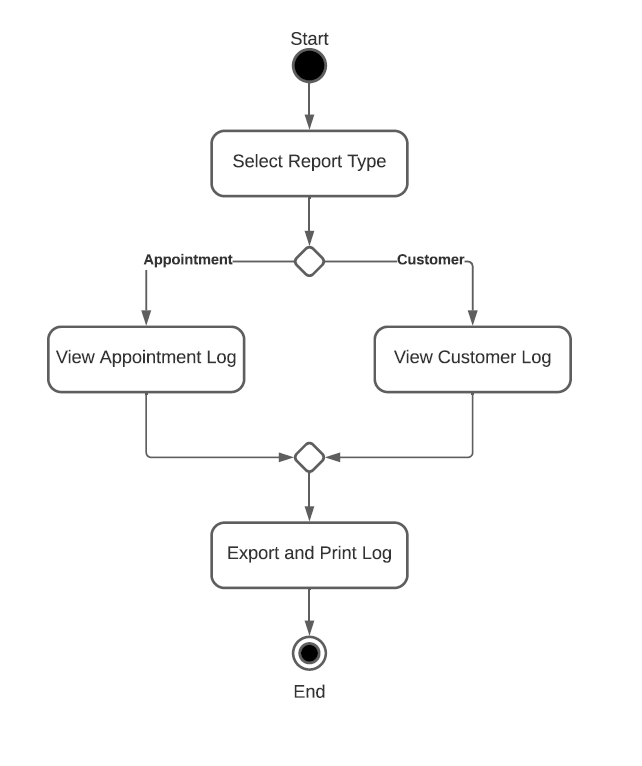 Start
Select Report Type
Appointment
Customer
View Appointment Log
View Customer Log
Export and Print Log
End